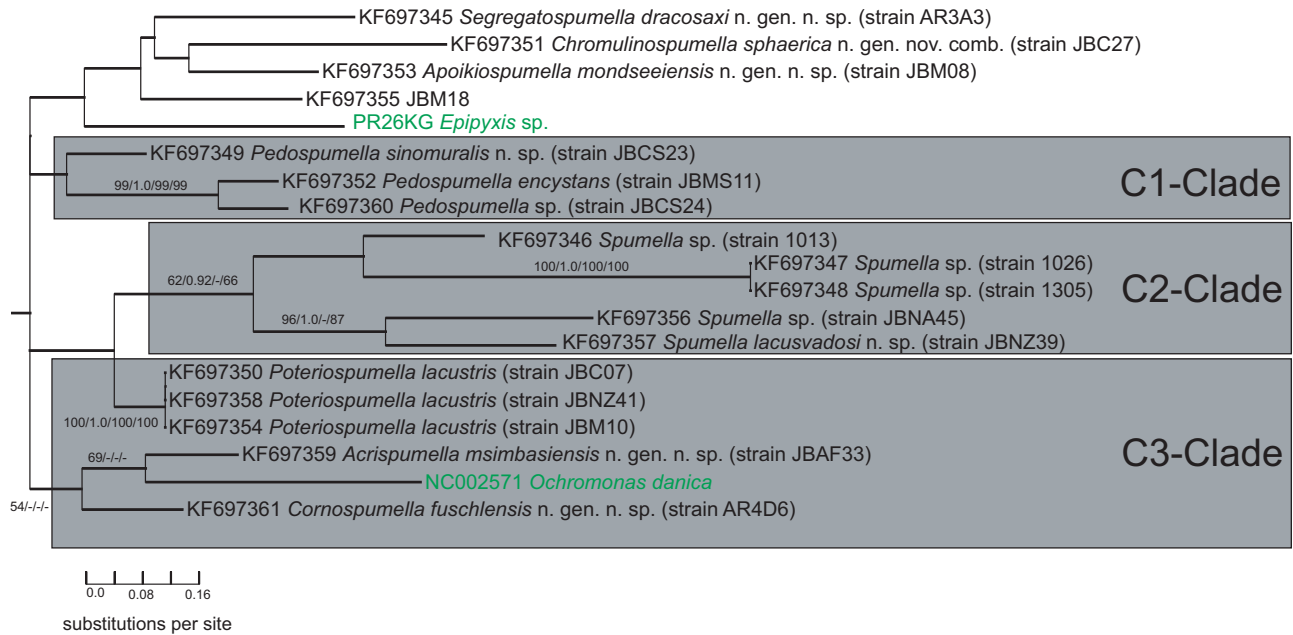 KF697345 Segregatospumella dracosaxi n. gen. n. sp. (strain AR3A3)
KF697351 Chromulinospumella sphaerica n. gen. nov. comb. (strain JBC27)
KF697353 Apoikiospumella mondseeiensis n. gen. n. sp. (strain JBM08)
KF697355 JBM18
PR26KG Epipyxis sp.
KF697349 Pedospumella sinomuralis n. sp. (strain JBCS23)
99/1.0/99/99
KF697352 Pedospumella encystans (strain JBMS11)
C1-Clade
KF697360 Pedospumella sp. (strain JBCS24)
KF697346 Spumella sp. (strain 1013)
KF697347 Spumella sp. (strain 1026)
100/1.0/100/100
62/0.92/-/66
KF697348 Spumella sp. (strain 1305)
C2-Clade
KF697356 Spumella sp. (strain JBNA45)
96/1.0/-/87
KF697357 Spumella lacusvadosi n. sp. (strain JBNZ39)
KF697350 Poteriospumella lacustris (strain JBC07)
KF697358 Poteriospumella lacustris (strain JBNZ41)
100/1.0/100/100
KF697354 Poteriospumella lacustris (strain JBM10)
KF697359 Acrispumella msimbasiensis n. gen. n. sp. (strain JBAF33)
C3-Clade
69/-/-/-
NC002571 Ochromonas danica
54/-/-/-
KF697361 Cornospumella fuschlensis n. gen. n. sp. (strain AR4D6)
0.0 0.08 0.16
substitutions per site